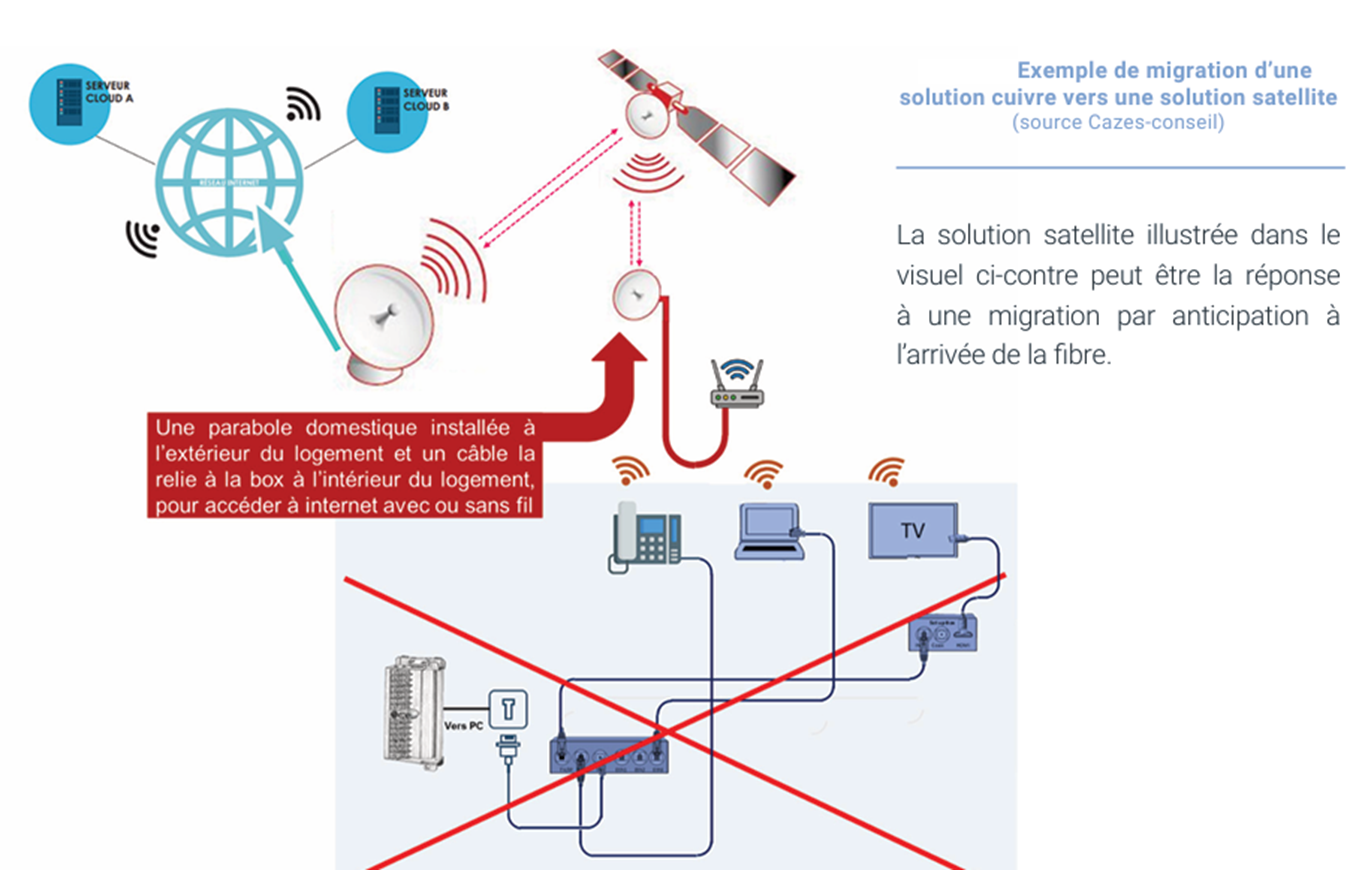 SERVEUR
CLOUD A
SERVEUR
CLOUD B
RÉSEAU INTERNET
Exemple de migration d’une
solution cuivre vers une solution satellite
(source Cazes-conseil)
La solution satellite illustrée dans le
visuel ci-contre peut être la réponse
à une migration par anticipation à
l’arrivée de la fibre.
Une parabole domestique installée à
l’extérieur du logement et un câble la
relie à la box à l’intérieur du logement,
pour accéder à internet avec ou sans fil
TV
Vers PC
T